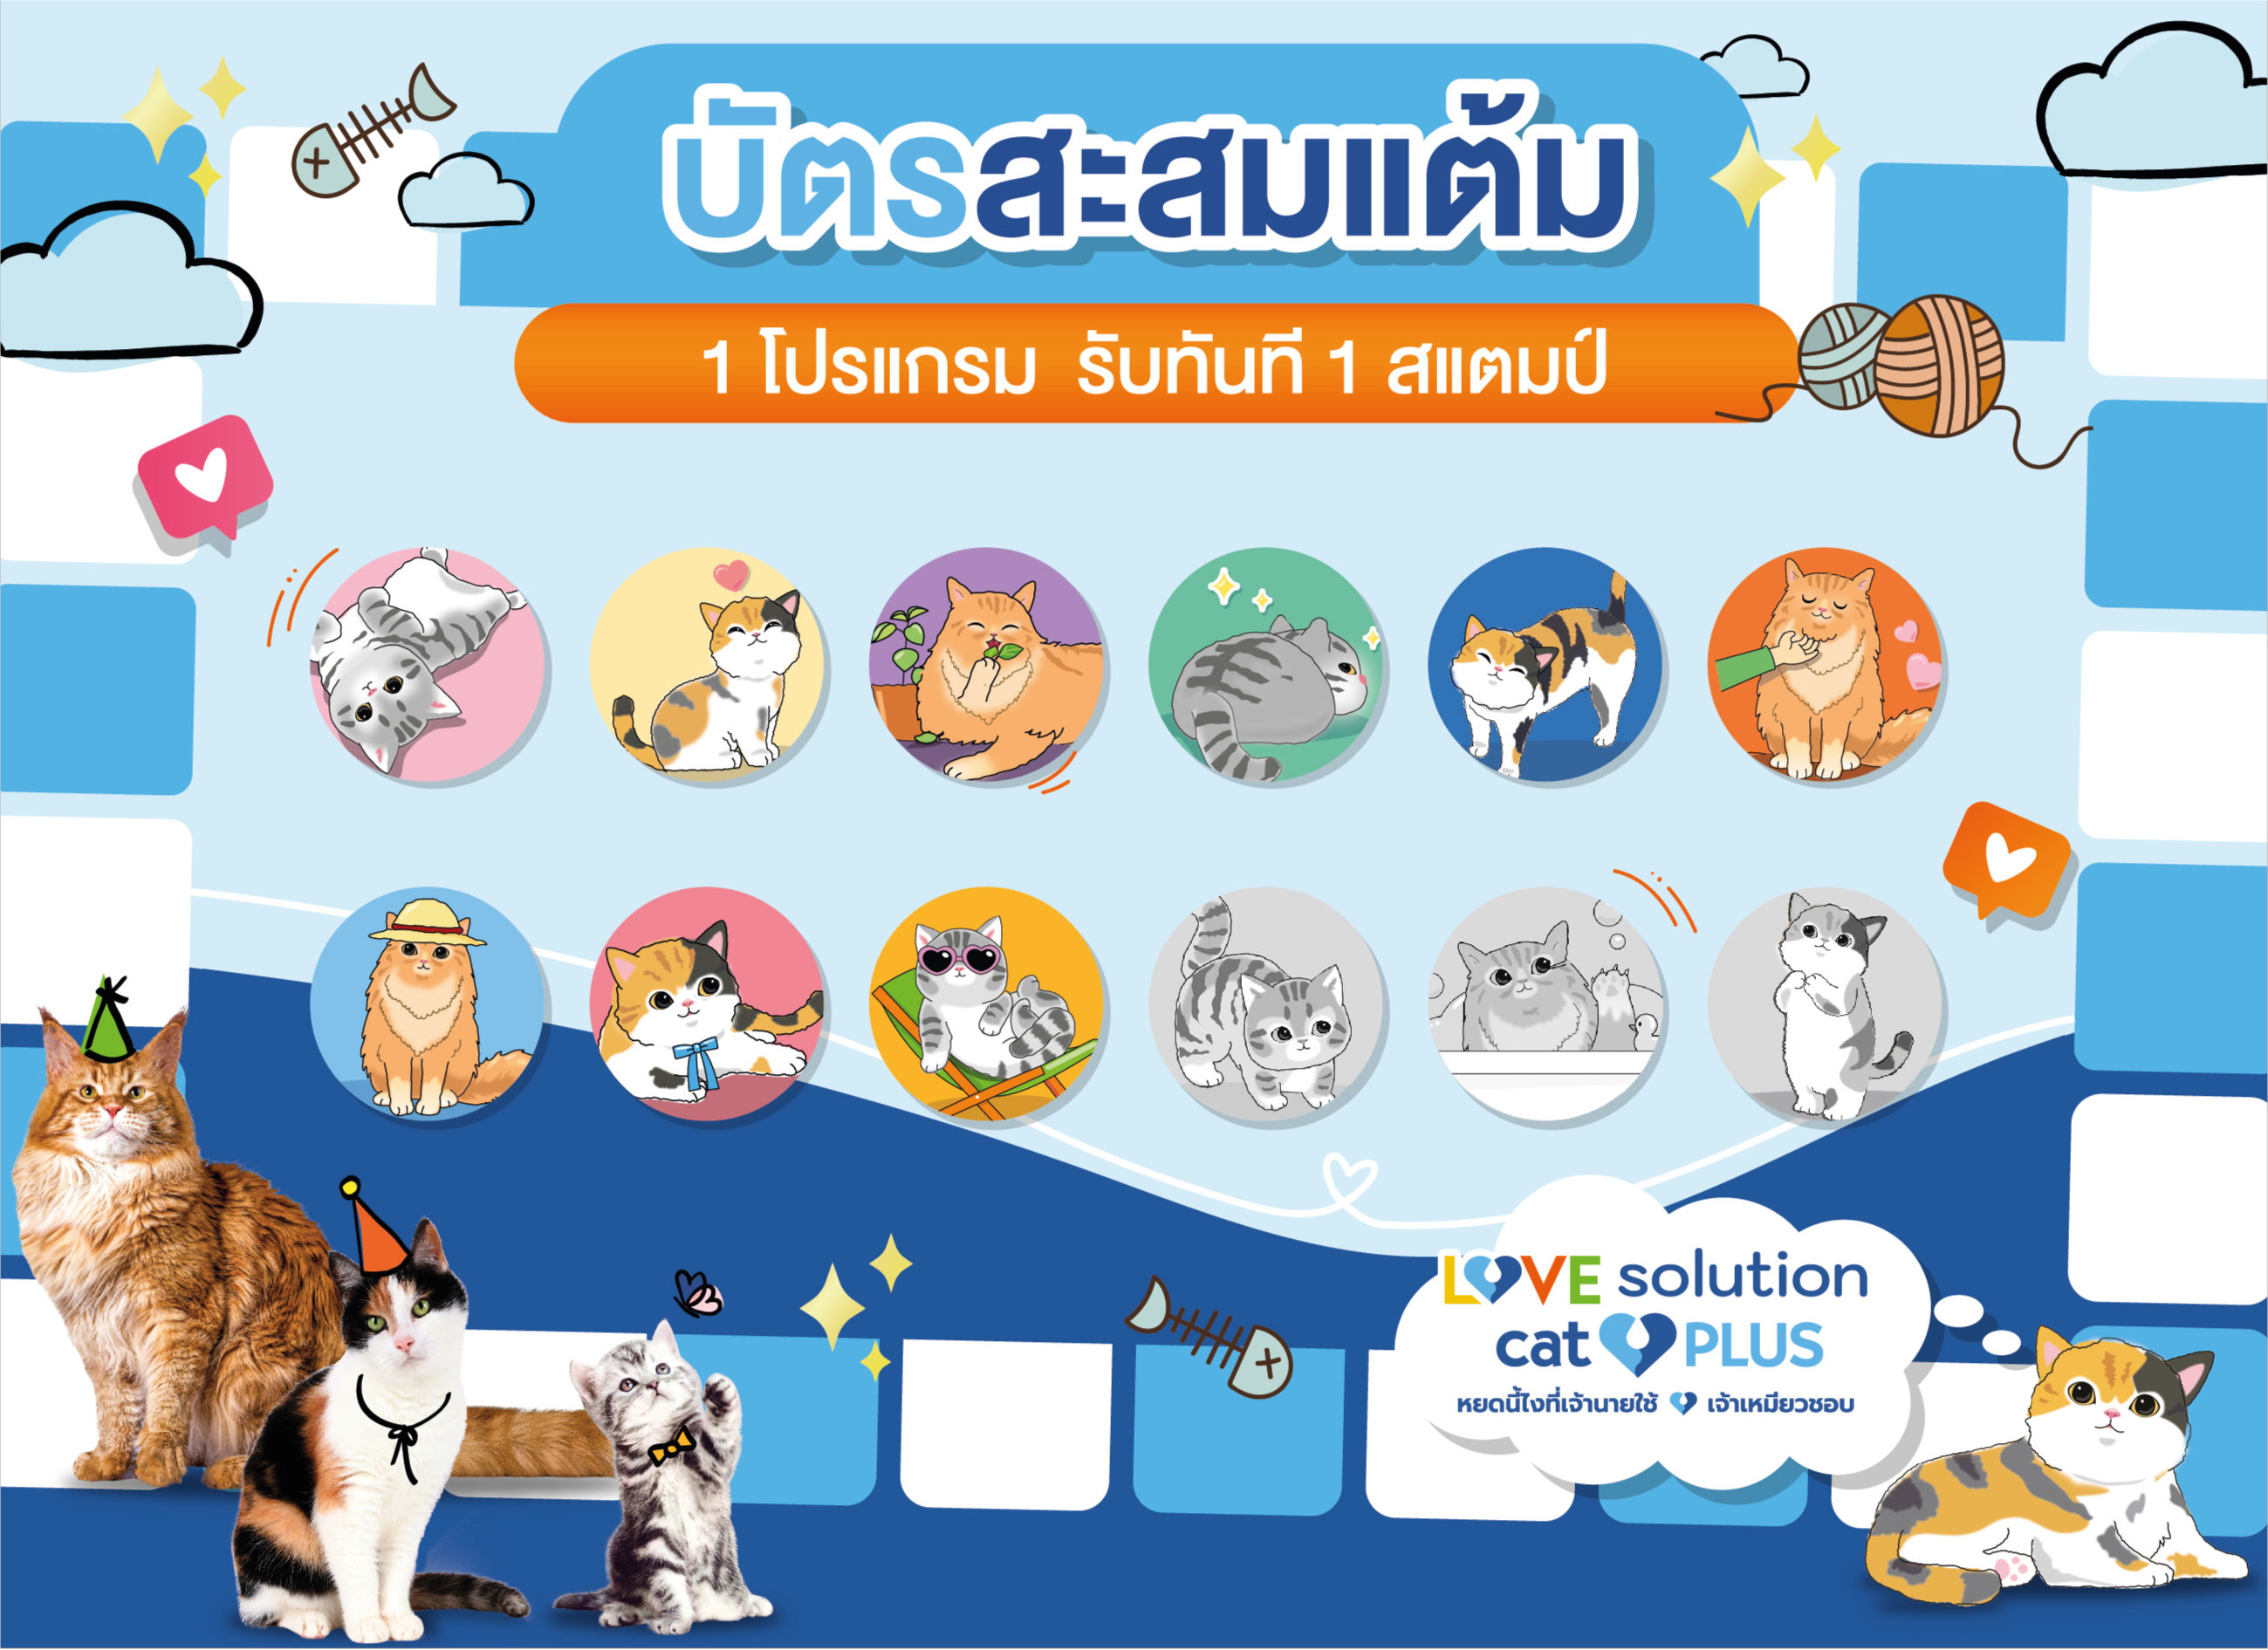 บัตรสะสมแต้ม
1 โปรแกรม รับทันที 1 สแตมป์
LOVE solution
cat PLUS
หยดนี้ไงที่เจ้านายใช้ เจ้าเหมียวชอบ